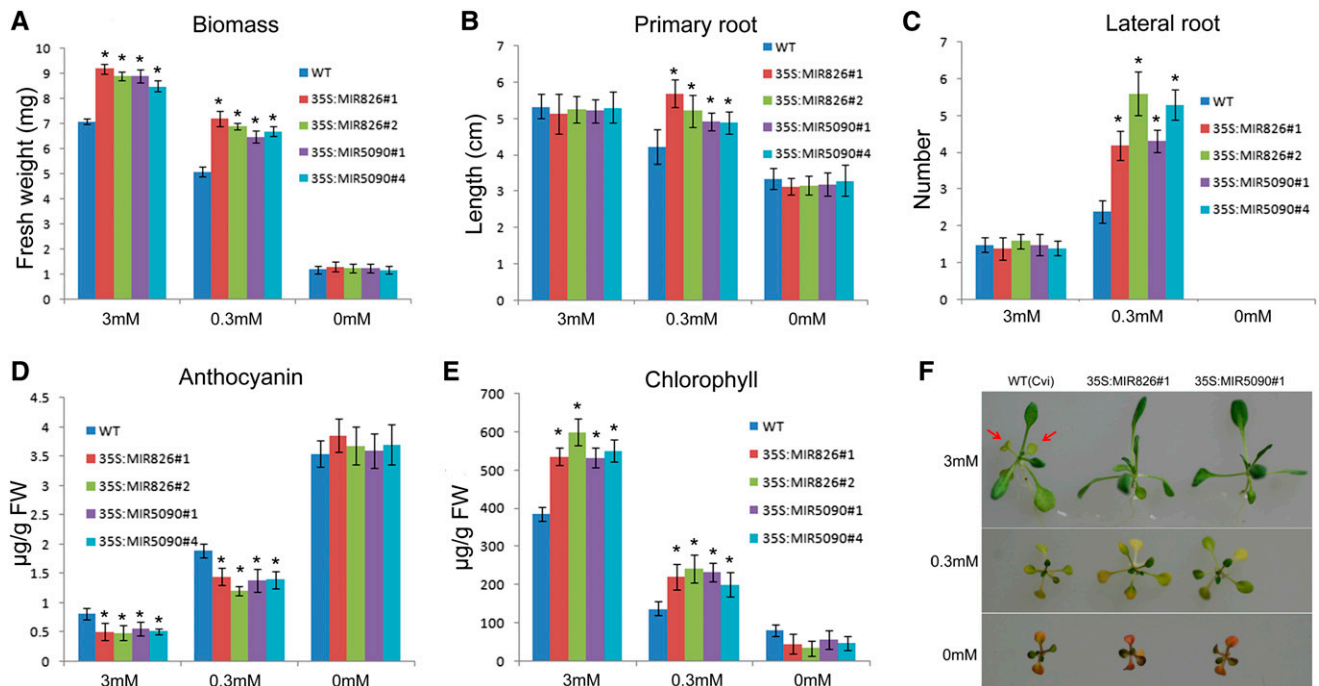 A
Biomass
Fresh weight (mg)
10
9
8
7
6
5
4
3
2
1
0
* * * *
* * * *
3mM 0.3mM 0mM
WT
35S:MIR826#1
35S:MIR826#2
35S:MIR5090#1
35S:MIR5090#4
B
Primary root
Length (cm)
7
6
5
4
3
2
1
0
* * * *
3mM 0.3mM 0mM
WT
35S:MIR826#1
35S:MIR826#2
35S:MIR5090#1
35S:MIR5090#4
C
Lateral root
Number
7
6
5
4
3
2
1
0
* * * *
3mM 0.3mM 0mM
WT
35S:MIR826#1
35S:MIR826#2
35S:MIR5090#1
35S:MIR5090#4
D
Anthocyanin
µg/g FW
4.5
4
3.5
3
2.5
2
1.5
1
0.5
0
* * * *
* * * *
3mM 0.3mM 0mM
WT
35S:MIR826#1
35S:MIR826#2
35S:MIR5090#1
35S:MIR5090#4
E
Chlorophyll
µg/g FW
700
600
500
400
300
200
100
0
* * * *
* * * *
3mM 0.3mM 0mM
WT
35S:MIR826#1
35S:MIR826#2
35S:MIR5090#1
35S:MIR5090#4
F
WT(Cvi) 35S:MIR826#1 35S:MIR5090#1
3mM
0.3mM
0mM